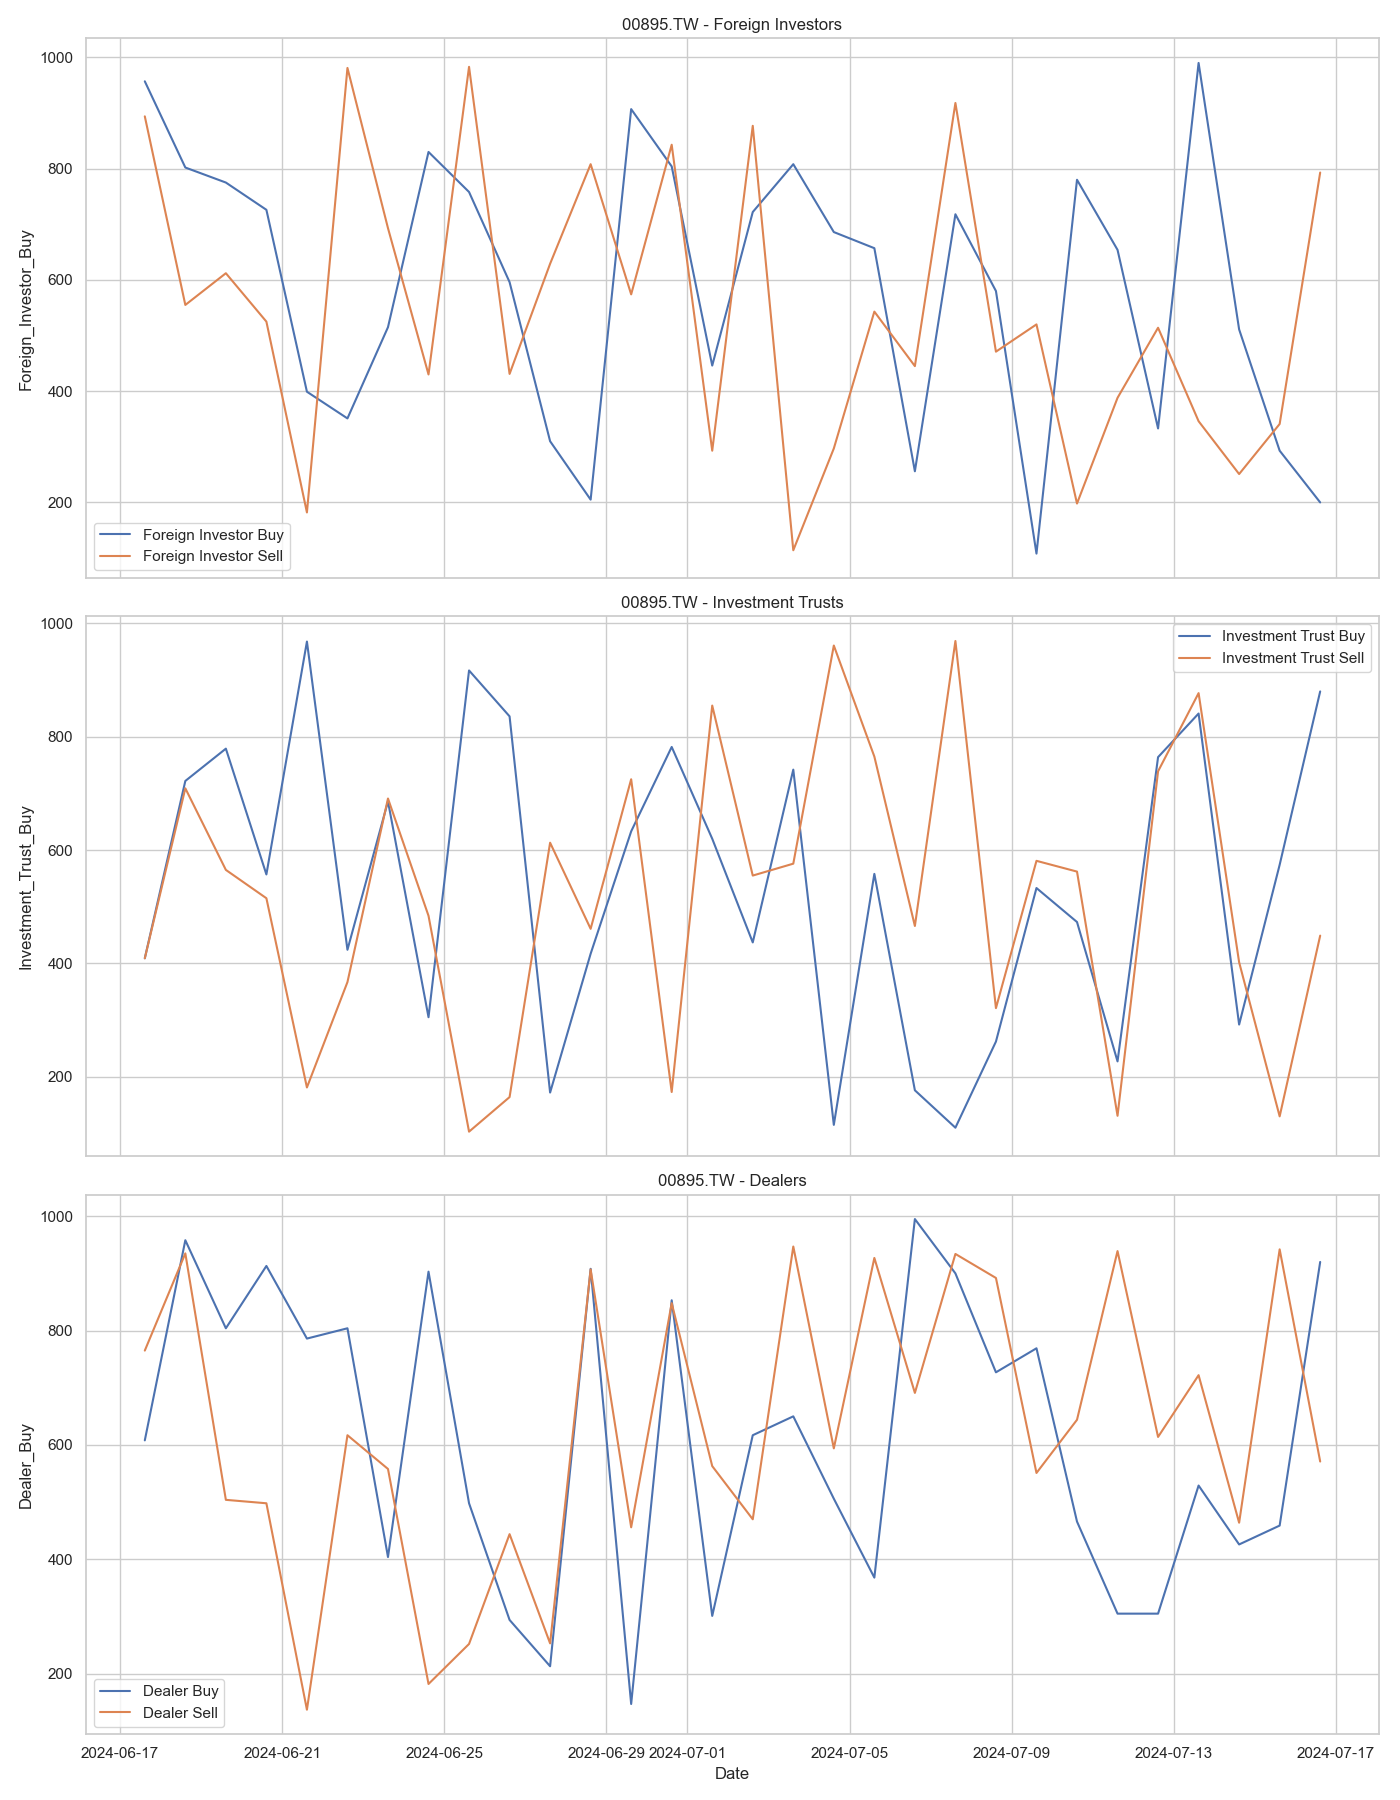 00895.TW - Foreign Investors
1000
800
600
400
200
Foreign_Investor_Buy
Foreign Investor Buy
Foreign Investor Sell
00895.TW - Investment Trusts
1000
800
600
400
200
Investment_Trust_Buy
Investment Trust Buy
Investment Trust Sell
00895.TW - Dealers
1000
800
600
400
200
Dealer_Buy
Dealer Buy
Dealer Sell
2024-06-17 2024-06-21 2024-06-25 2024-06-29 2024-07-01 2024-07-05 2024-07-09 2024-07-13 2024-07-17
Date